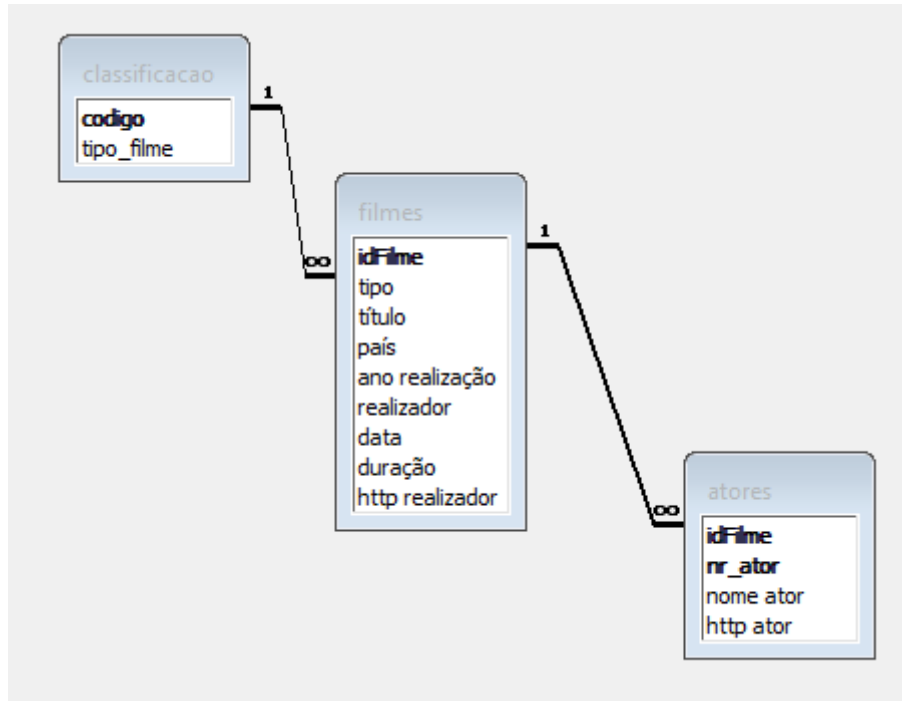 classificacao
1
codigo
tipo_filme
filmes
1
∞
idFilme
tipo
título
país
ano realização
realizador
data
duração
http realizador
atores
∞
idFilme
nr_ator
nome ator
http ator